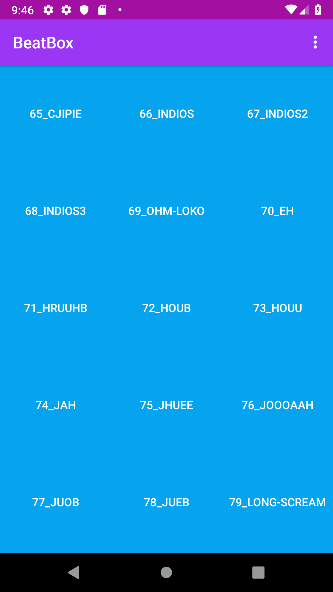 9:46
BeatBox
65_CJIPIE 66_INDIOS 67_INDIOS2
68_INDIOS3 69_OHM-LOKO 70_EH
71_HRUUHB 72_HOUB 73_HOUU
74_JAH 75_JHUEE 76_JOOOAAH
77_JUOB 78_JUEB 79_LONG-SCREAM